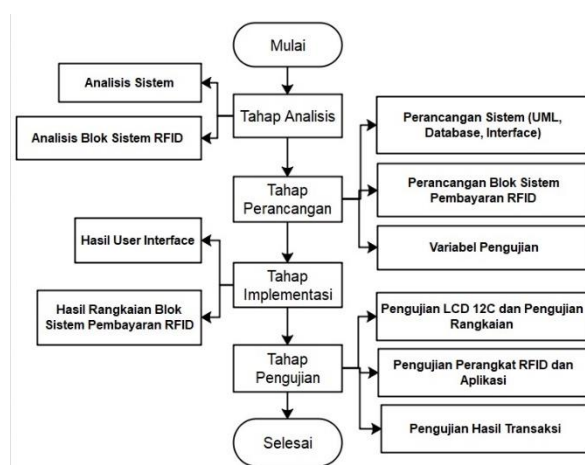 Mulai
Analisis Sistem
Tahap Analisis
Analisis Blok Sistem RFID
Perancangan Sistem (UML,
Database, Interface)
Tahap
Perancangan
Perancangan Blok Sistem
Pembayaran RFID
Variabel Pengujian
Hasil User Interface
Tahap
Implementasi
Hasil Rangkaian Blok
Sistem Pembayaran RFID
Pengujian LCD 12C dan Pengujian
Rangkaian
Tahap
Pengujian
Pengujian Perangkat RFID dan
Aplikasi
Pengujian Hasil Transaksi
Selesai